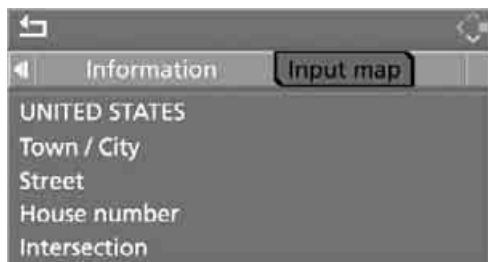 Information Input map
UNITED STATES
Town / City
Street
House number
Intersection